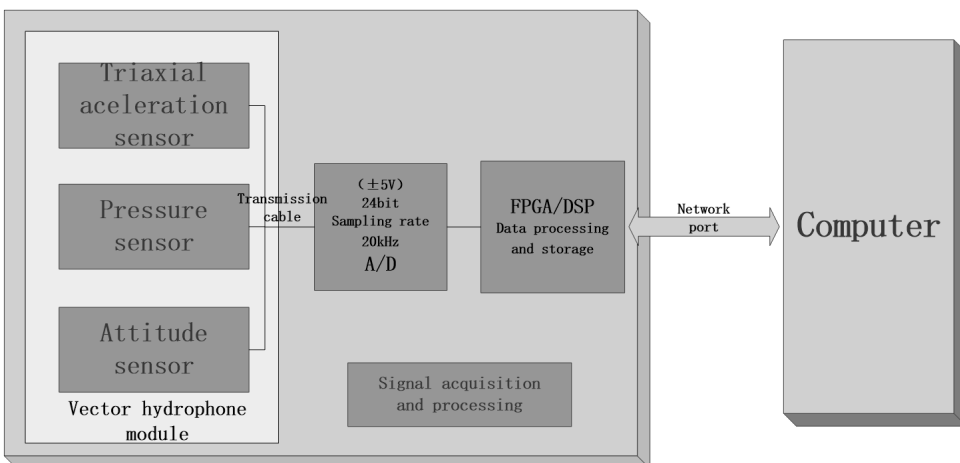 Triaxial
aceleration
sensor
Pressure
sensor
Attitude
sensor
Vector hydrophone
module
Transmission
cable
(±5V)
24bit
Sampling rate
20kHz
A/D
FPGA/DSP
Data processing
and storage
Signal acquisition
and processing
Network
port
Computer